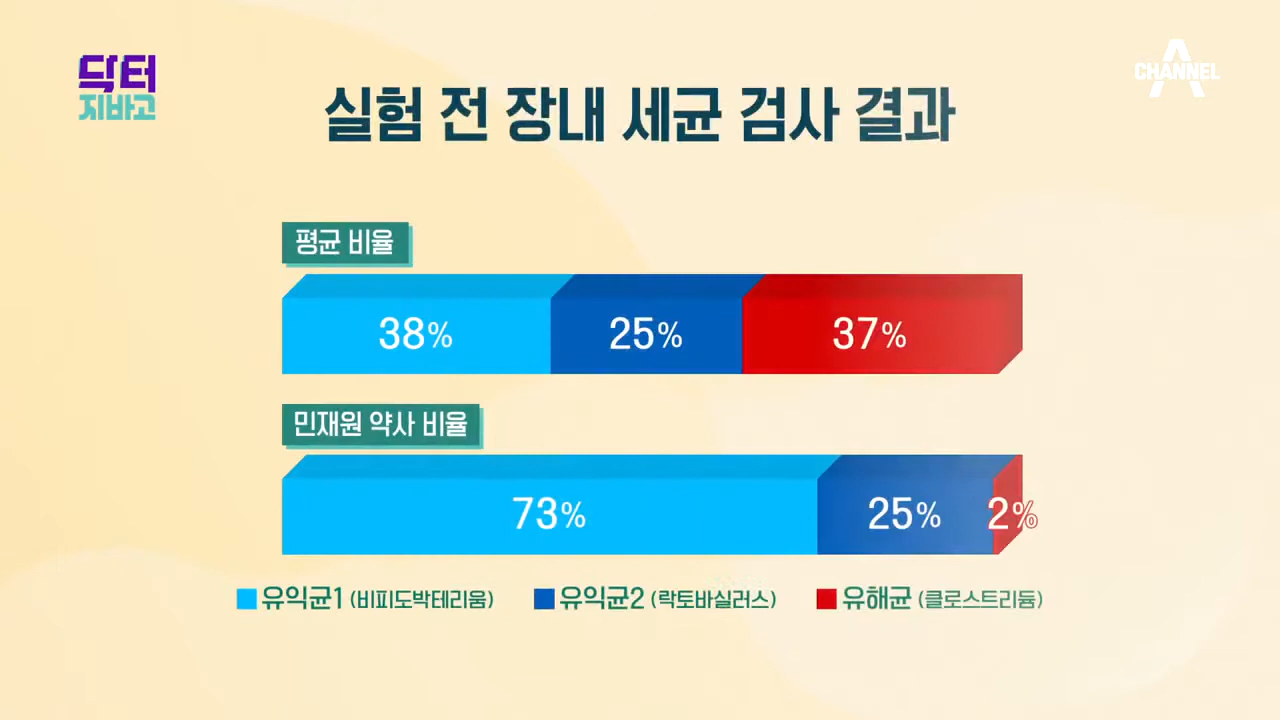 닥터
지바고
CHANNEL A
실험 전 장내 세균 검사 결과
평균 비율
38% 25% 37%
민재원 약사 비율
73% 25% 2%
유익균1 (비피도박테리움) 유익균2 (락토바실러스) 유해균 (클로스트리듐)